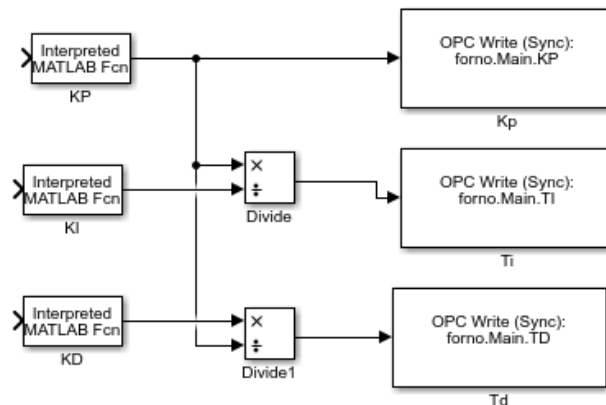 Interpreted
MATLAB Fcn
KP
OPC Write (Sync):
forno.Main.KP
Kp
Interpreted
MATLAB Fcn
KI
×
÷
Divide
OPC Write (Sync):
forno.Main.TI
Ti
Interpreted
MATLAB Fcn
KD
×
÷
Divide1
OPC Write (Sync):
forno.Main.TD
Td